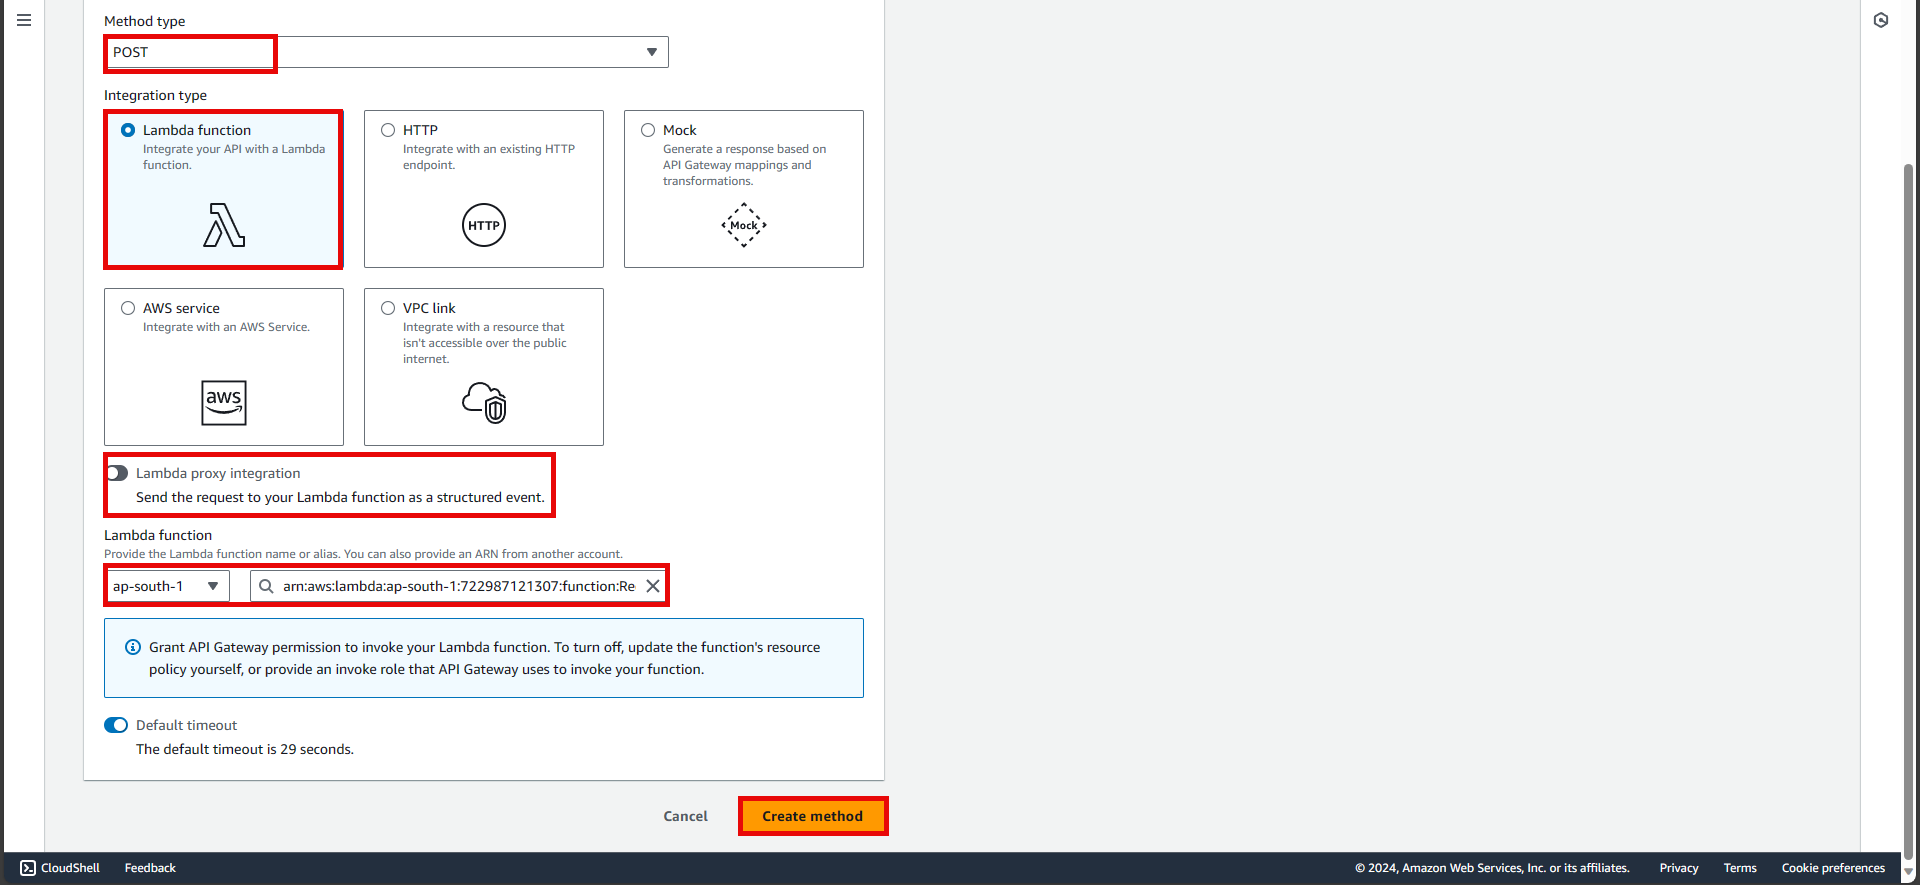 Method type
POST
Integration type
Lambda function
Integrate your API with a Lambda
function.
HTTP
Integrate with an existing HTTP
endpoint.
HTTP
Mock
Generate a response based on
API Gateway mappings and
transformations.
Mock
AWS service
Integrate with an AWS Service.
aws
VPC link
Integrate with a resource that
isn't accessible over the public
internet.
Lambda proxy integration
Send the request to your Lambda function as a structured event.
Lambda function
Provide the Lambda function name or alias. You can also provide an ARN from another account.
ap-south-1
arn:aws:lambda:ap-south-1:722987121307:function:Re
Grant API Gateway permission to invoke your Lambda function. To turn off, update the function's resource
policy yourself, or provide an invoke role that API Gateway uses to invoke your function.
Default timeout
The default timeout is 29 seconds.
Cancel
Create method
CloudShell
Feedback
© 2024, Amazon Web Services, Inc. or its affiliates.
Privacy
Terms
Cookie preferences